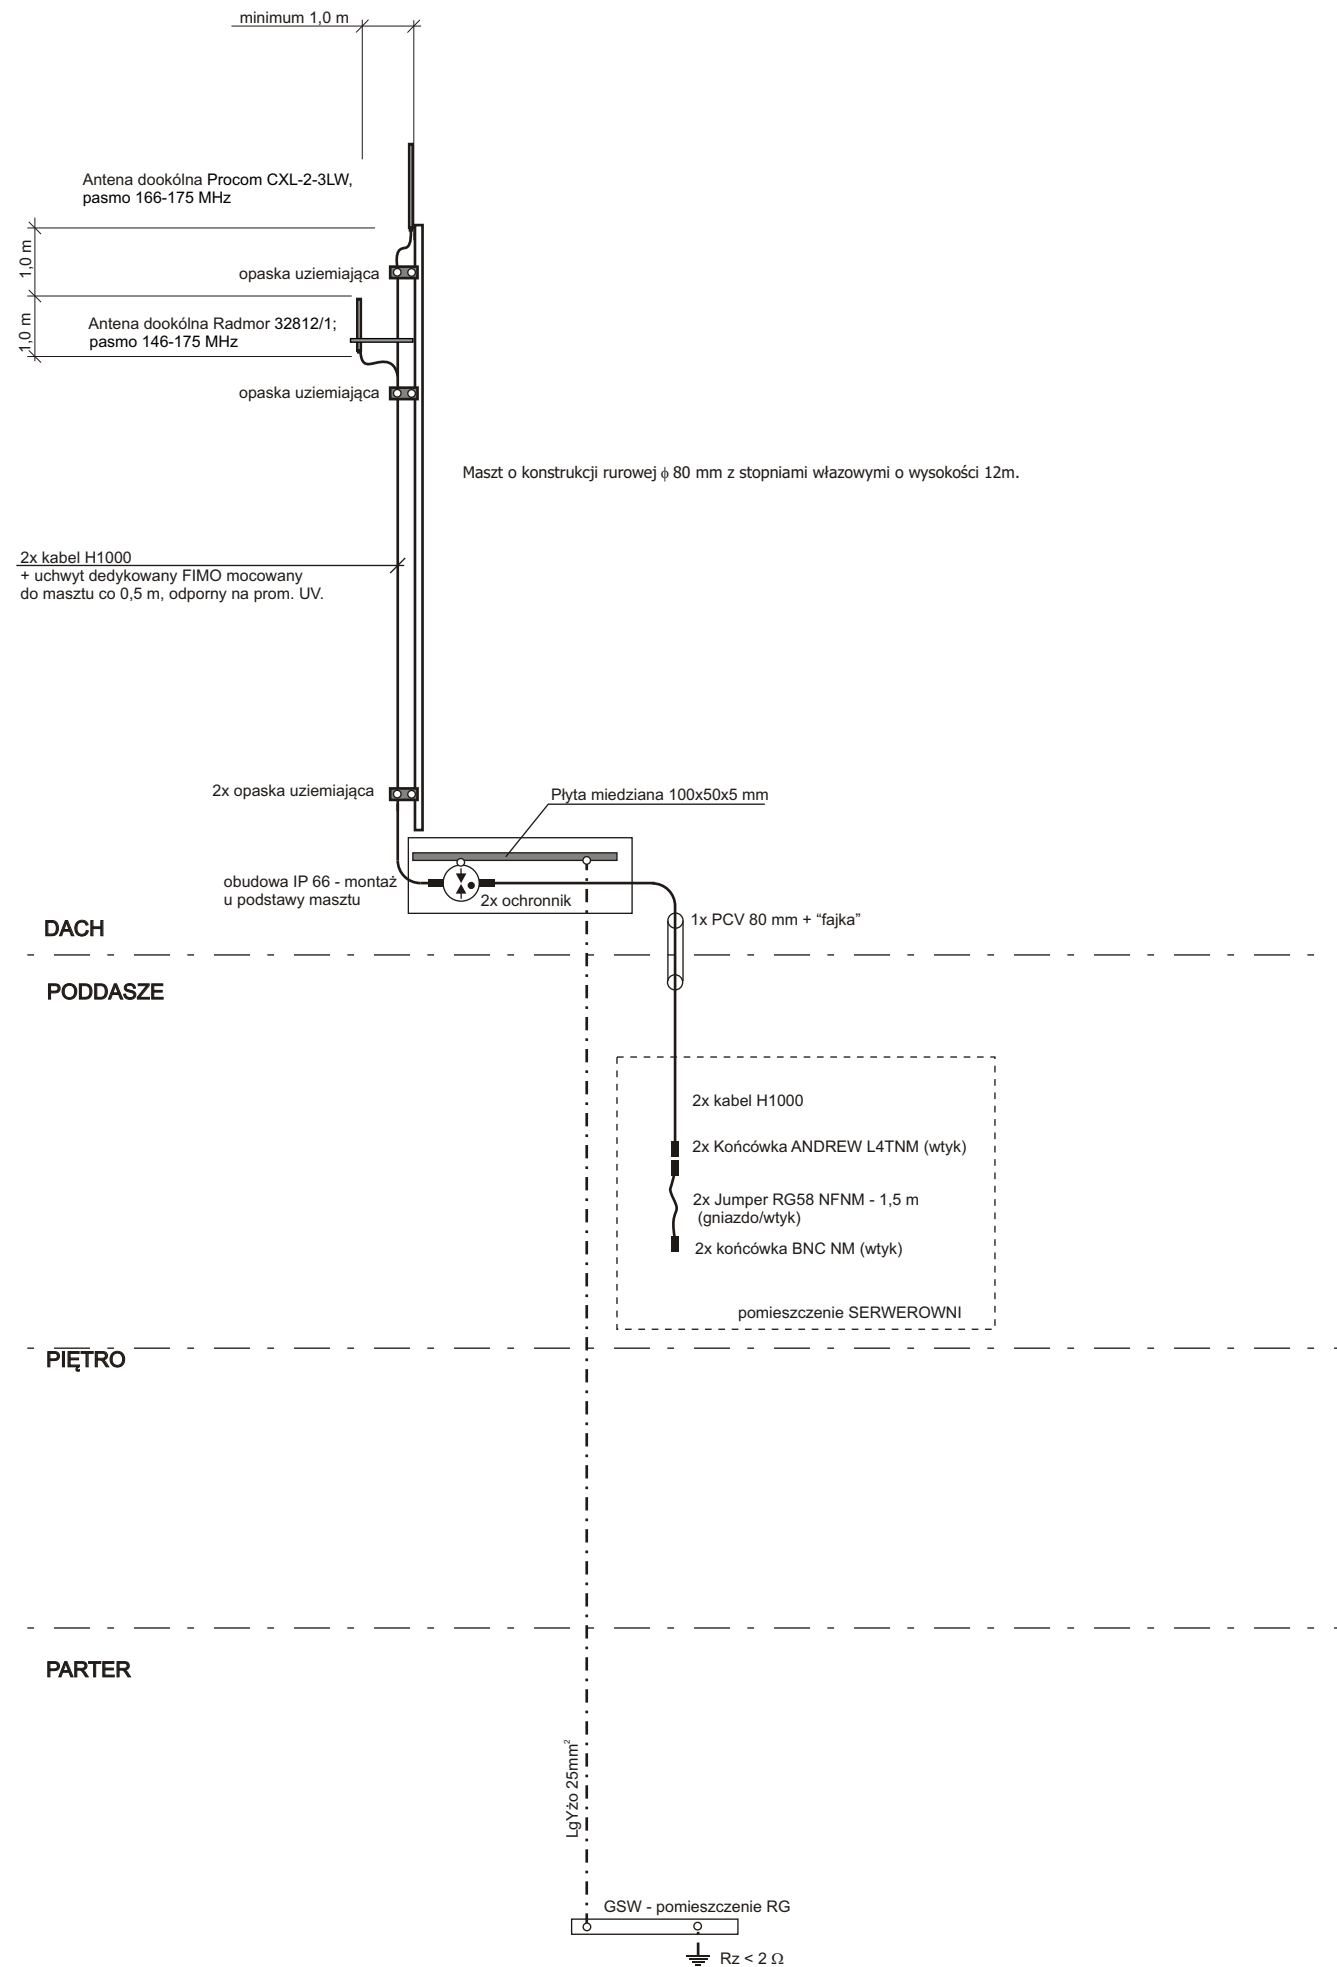 minimum 1,0 m
Antena dookólna Procom CXL-2-3LW,
pasmo 166-175 MHz
1,0 m
opaska uziemiająca
1,0 m
Antena dookólna Radmor 32812/1;
pasmo 146-175 MHz
opaska uziemiająca
Maszt o konstrukcji rurowej ϕ 80 mm z stopniami włazowymi o wysokości 12m.
2x kabel H1000
+ uchwyt dedykowany FIMO mocowany
do masztu co 0,5 m, odporny na prom. UV.
2x opaska uziemiająca
Płyta miedziana 100x50x5 mm
obudowa IP 66 - montaż
u podstawy masztu
2x ochronnik
1x PCV 80 mm + “fajka”
DACH
PODDASZE
2x kabel H1000
2x Końcówka ANDREW L4TNM (wtyk)
2x Jumper RG58 NFNM - 1,5 m
(gniazdo/wtyk)
2x końcówka BNC NM (wtyk)
pomieszczenie SERWEROWNI
PIĘTRO
PARTER
LgYżo 25mm²
GSW - pomieszczenie RG
Rz < 2 Ω